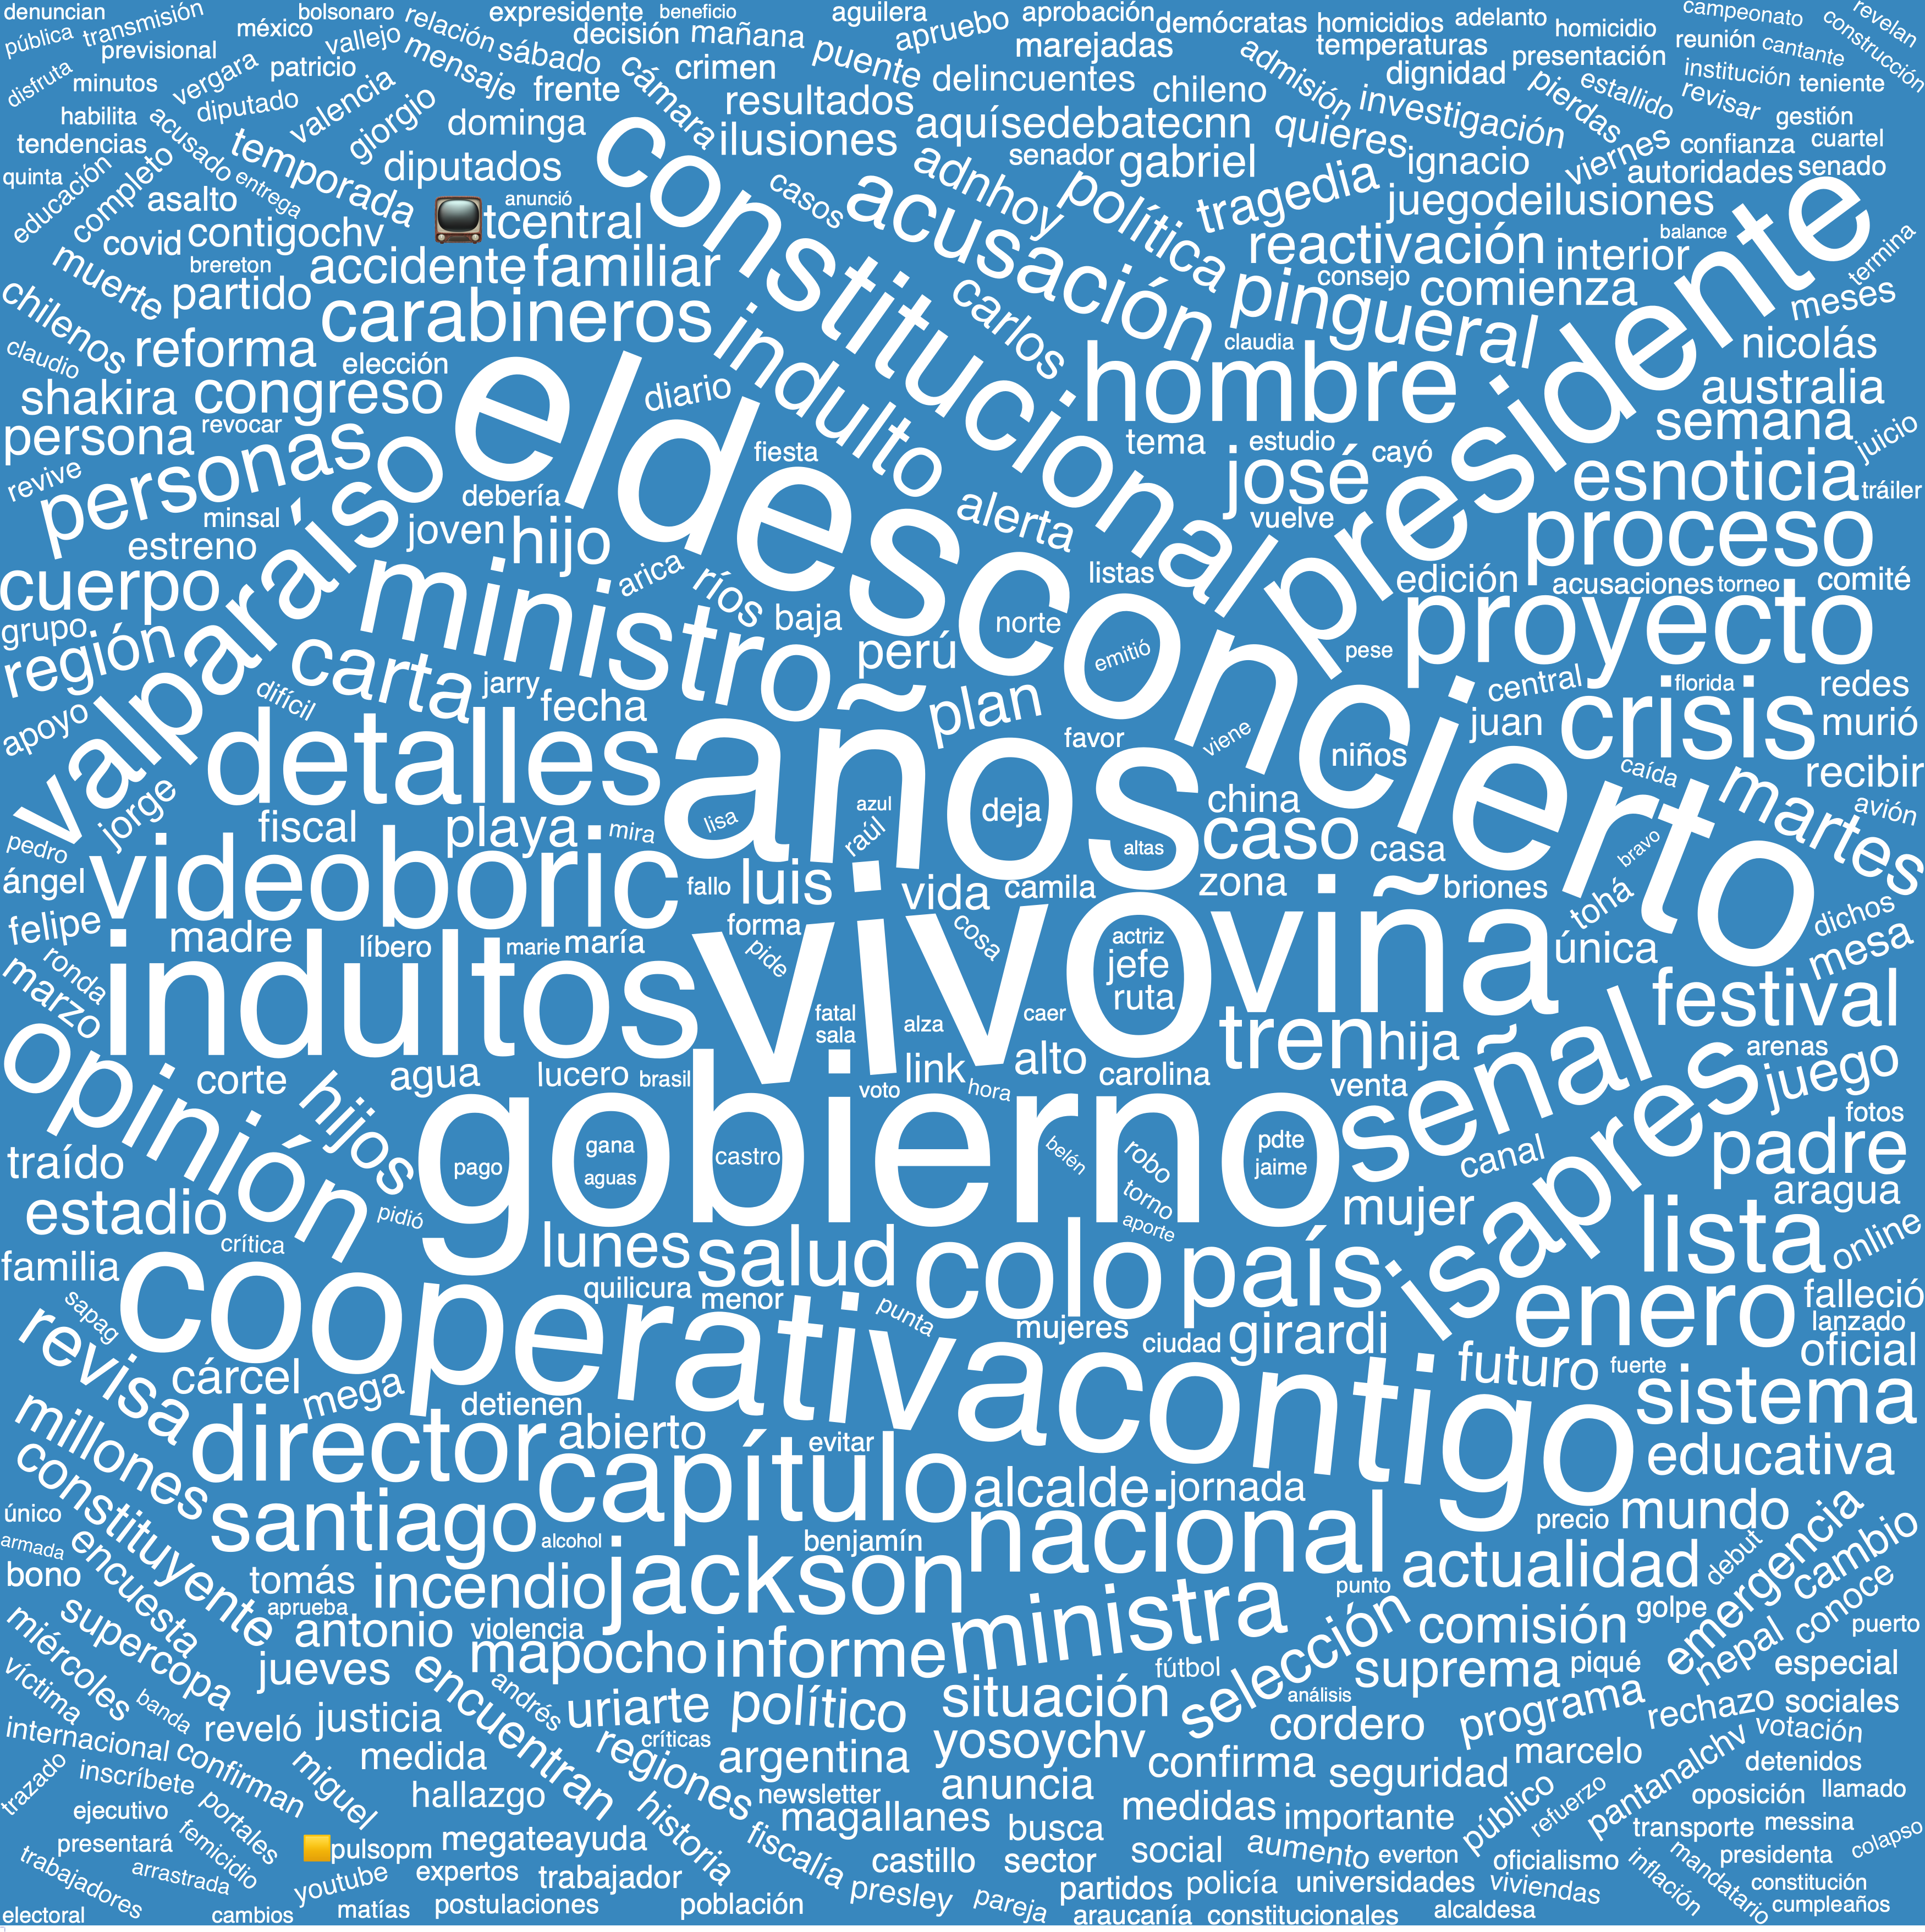 denuncian
transmisión
bolsonaro
relación
expresidente
beneficio
aguilera
aprobación
demócratas
homicidios
adelanto
homicidio
campeonato
revelan
pública
previsional
méxico
vallejo
sábado
decisión
mañana
puente
apruebo
marejadas
temperaturas
presentación
reunión
cantante
construcción
disfruta
minutos
vergara
patricio
mensaje
frente
cámara
crimen
delincuentes
chileno
admisión
dignidad
pierdas
estallido
institución
teniente
revisar
habilita
acusado
diputado
valencia
giorgio
dominga
resultados
ilusiones
aquísedebatecnn
quieres
investigación
viernes
confianza
gestión
cuartel
tendencias
quinta
educación
completo
entrega
temporada
diputados
constitucional
casos
adnhoy
senador
gabriel
ignacio
autoridades
senado
asalto
anunció
📺tcentral
acusación
política
tragedia
juegodeilusiones
presidente
covid
contigochv
brereton
muerte
partido
accidente
familiar
reactivación
interior
balance
termina
chilenos
carabineros
indulto
carlos
pingueral
consejo
comienza
meses
claudio
reforma
elección
claudia
hombre
nicolás
shakira
congreso
diario
australia
persona
revocar
personas
eldesconcierto
fiesta
tema
estudio
cayó
semana
juicio
revive
minsal
debería
alerta
josé
vuelve
esnoticia
tráiler
estreno
valparaíso
joven
hijo
arica
ríos
listas
proceso
cuerpo
ministro
baja
norte
edición
acusaciones
torneo
comité
grupo
región
carta
jarry
perú
emitió
pese
proyecto
difícil
fecha
plan
central
florida
redes
apoyo
detalles
años
favor
viene
niños
juan
crisis
murió
jorge
fiscal
playa
mira
lisa
azul
raúl
deja
china
altas
caso
casa
caída
bravo
martes
recibir
avión
pedro
ángel
videoboric
fallo
luis
vida
camila
zona
briones
tohá
dichos
felipe
madre
líbero
marie
maría
forma
pide
cosa
actriz
jefe
ruta
viña
única
mesa
ronda
marzo
indultos
vivo
fatal
sala
alza
caer
tren
hija
señal
festival
arenas
opinión
corte
hijos
agua
lucero
brasil
voto
link
hora
alto
carolina
venta
isapres
juego
fotos
traído
gobierno
pago
gana
aguas
castro
belén
robo
torno
aporte
pdte
jaime
canal
padre
aragua
estadio
pidió
crítica
mujer
lista
online
familia
lunes
quilicura
menor
salud
punta
colo
mujeres
país
ciudad
girardi
enero
falleció
lanzado
sapag
revisa
cooperativacontigo
cárcel
mega
detienen
futuro
fuerte
oficial
millones
director
abierto
evitar
sistema
constituyente
capítulo
alcalde
jornada
educativa
único
santiago
alcohol
benjamín
nacional
precio
mundo
armada
bono
encuesta
tomás
incendio
jackson
actualidad
debut
emergencia
cambio
supercopa
aprueba
antonio
violencia
ministra
punto
comisión
golpe
conoce
puerto
miércoles
jueves
mapocho
informe
fútbol
selección
suprema
piqué
nepal
especial
víctima
banda
reveló
justicia
encuentran
andrés
uriarte
político
situación
análisis
cordero
programa
rechazo
sociales
internacional
confirman
miguel
medida
críticas
regiones
argentina
yosoychv
confirma
seguridad
marcelo
votación
detenidos
trazado
inscríbete
portales
hallazgo
historia
newsletter
anuncia
medidas
importante
público
refuerzo
pantanalchv
oposición
llamado
ejecutivo
presentará
femicidio
🟨pulsopm
megateayuda
fiscalía
magallanes
busca
social
aumento
everton
oficialismo
transporte
messina
colapso
trabajadores
arrastrada
youtube
expertos
trabajador
castillo
sector
inflación
mandatario
presidenta
electoral
cambios
matías
postulaciones
población
presley
pareja
partidos
policía
universidades
viviendas
constitución
araucanía
constitucionales
alcaldesa
cumpleaños